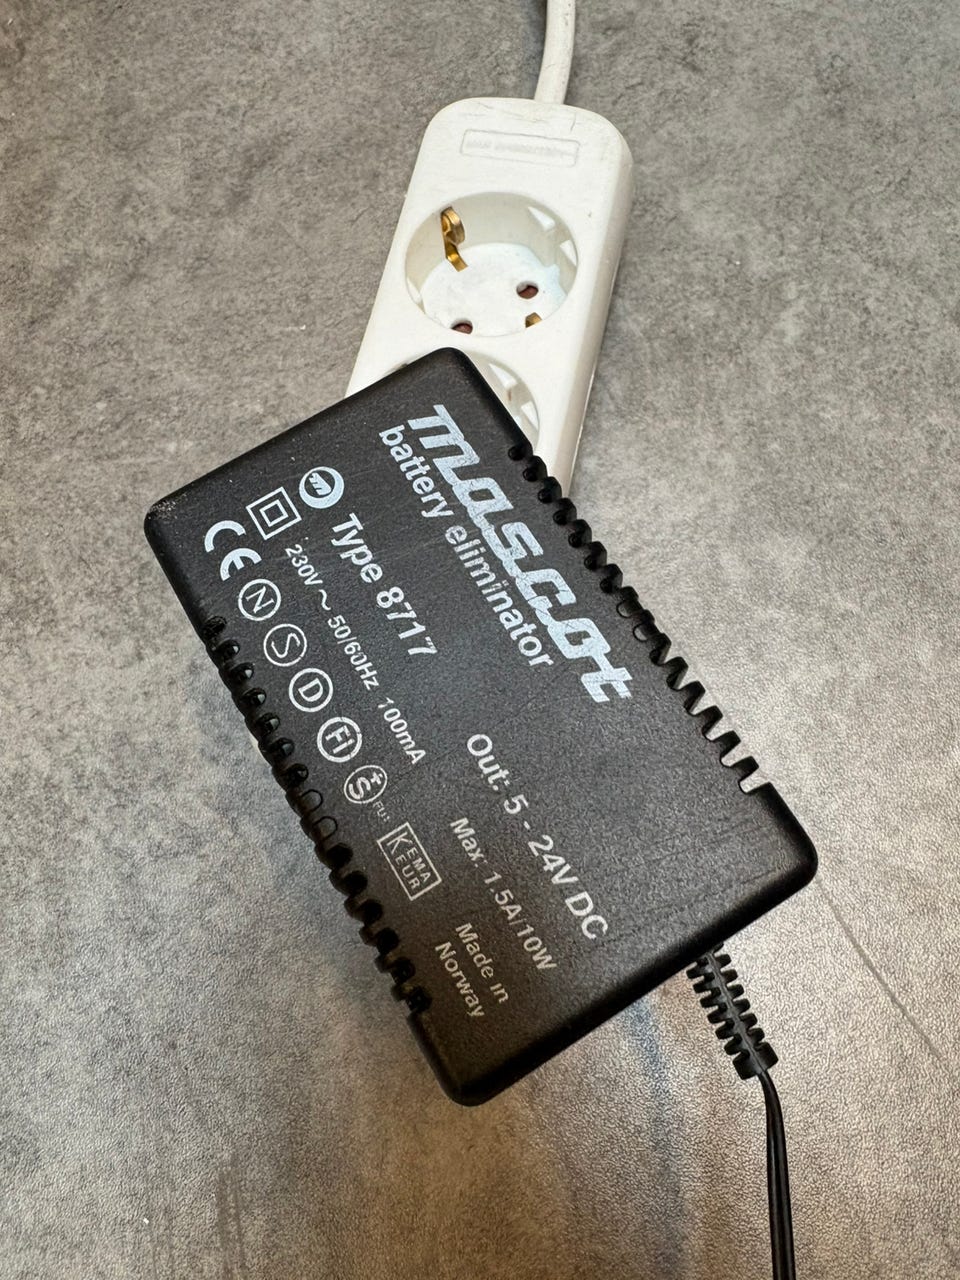 mascot
battery eliminator
Type 8717
230V ~ 50/60Hz 100mA
CE N S D FI +S
KEMA
KEUR
Out: 5 - 24V DC
Max: 1.5A/10W
Made in
Norway